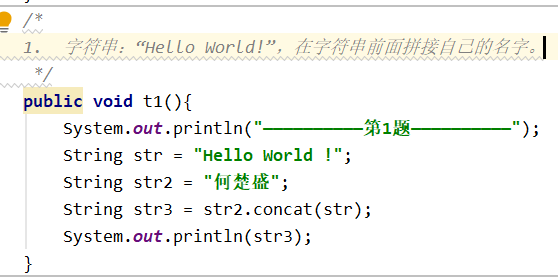 /*
1. 字符串：“Hello World!”，在字符串前面拼接自己的名字。
*/
public void t1(){
System.out.println("——————————第1题——————————");
String str = "Hello World !";
String str2 = "何楚盛";
String str3 = str2.concat(str);
System.out.println(str3);
}